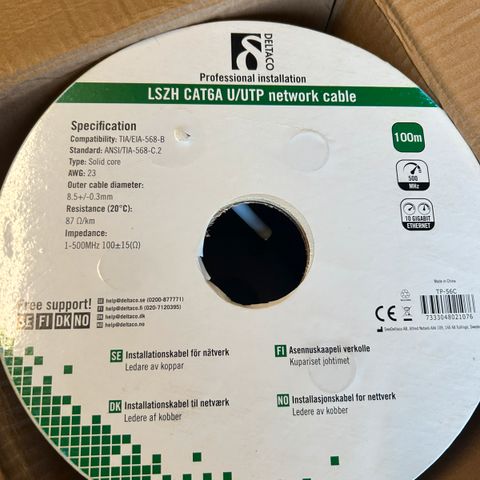 DELTACO
Professional installation
LSZH CAT6A U/UTP network cable
100m
Specification
Compatibility: TIA/EIA-568-B
Standard: ANSI/TIA-568-C.2
Type: Solid core
AWG: 23
Outer cable diameter:
8.5+/-0.3mm
Resistance (20°C):
87 Ω/km
Impedance:
1-500MHz 100±15(Ω)
500
MHz
10 GIGABIT
ETHERNET
Free support!
SE FI DK NO
help@deltaco.se (0200-877771)
help@deltaco.fi (020-7120395)
help@deltaco.dk
help@deltaco.no
Made in China
TP-56C
CE
7333048021076
SE Installationskabel för nätverk
Ledare av koppar
FI Asennuskaapeli verkolle
Kupariset johtimet
DK Installationskabel til netværk
Ledere af kobber
NO Installasjonskabel for nettverk
Ledere av kobber